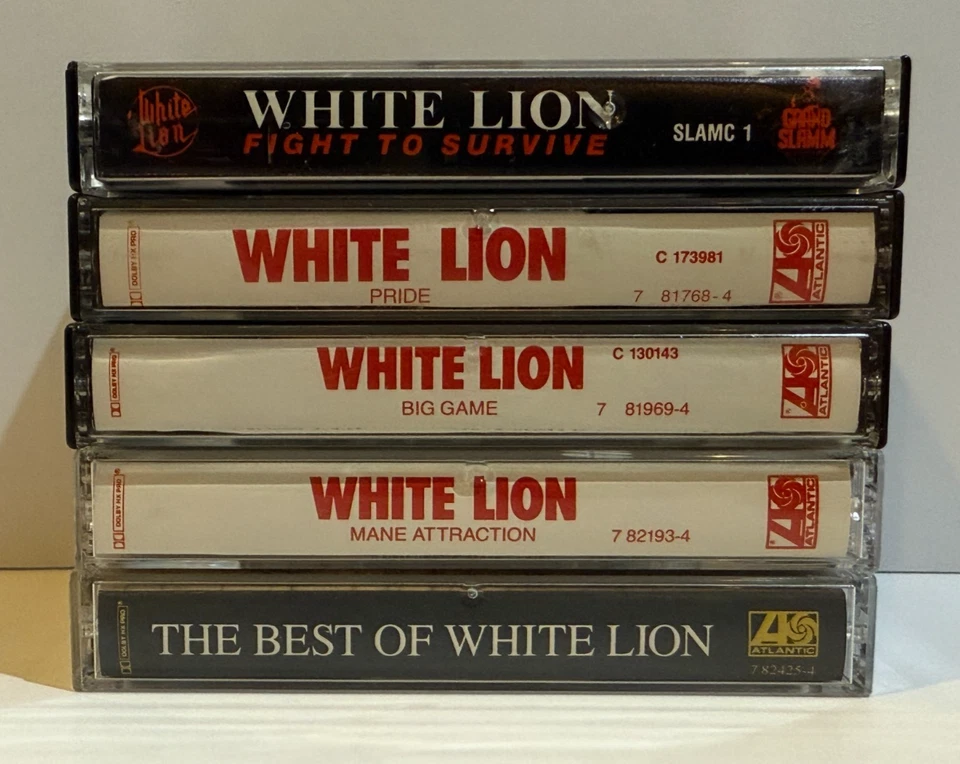 White
Lion
WHITE LION
FIGHT TO SURVIVE
SLAMC 1
GRAND
SLAMM
DOLBY HX PRO
WHITE LION
PRIDE
C 173981
7 81768-4
ATLANTIC
DOLBY HX PRO
WHITE LION
BIG GAME
C 130143
7 81969-4
ATLANTIC
DOLBY HX PRO
WHITE LION
MANE ATTRACTION
7 82193-4
ATLANTIC
DOLBY HX PRO
THE BEST OF WHITE LION
ATLANTIC
7 82425-4